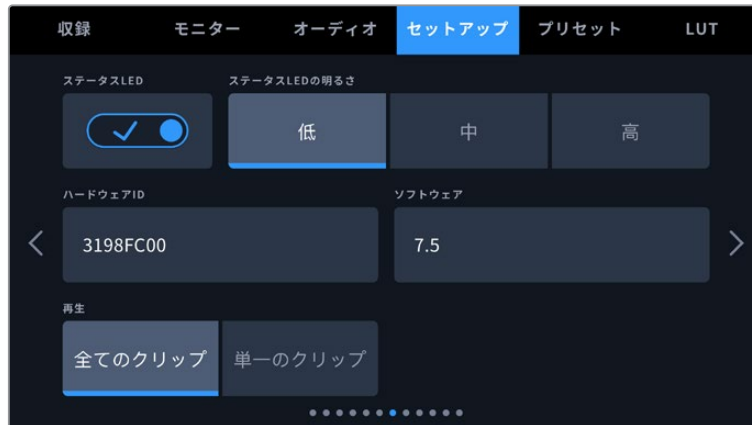 収録 モニター オーディオ セットアップ プリセット LUT
ステータスLED ステータスLEDの明るさ
低 中 高
ハードウェアID ソフトウェア
3198FC00 7.5
再生
全てのクリップ 単一のクリップ